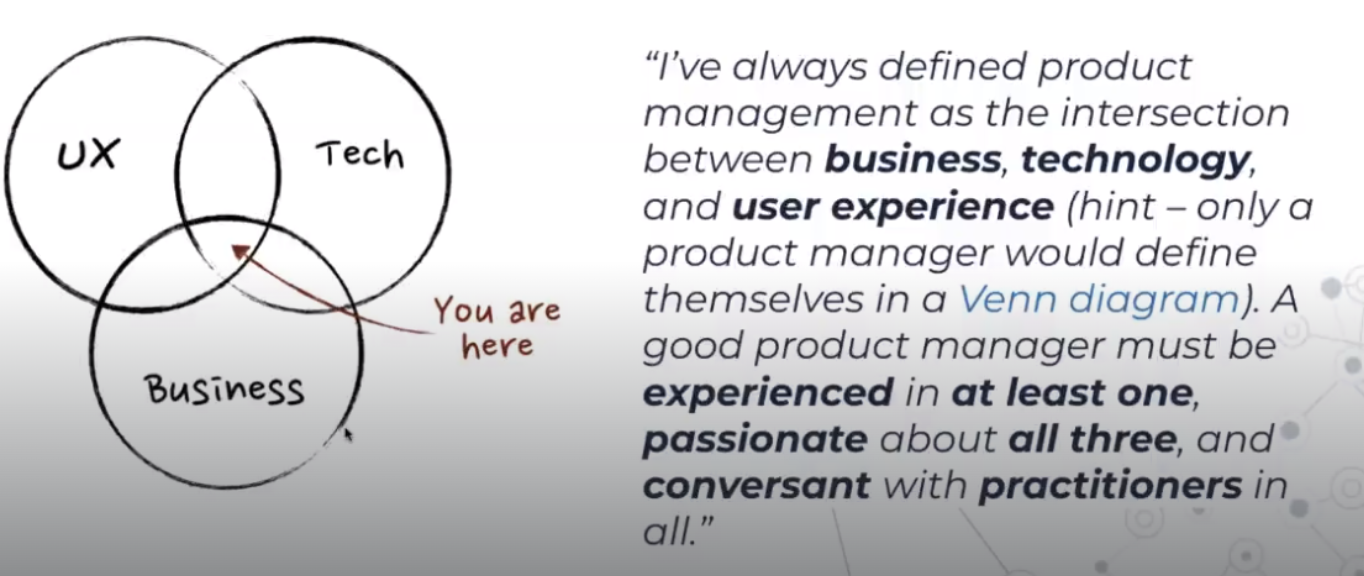 UX
Tech
Business
You are
here
“I’ve always defined product
management as the intersection
between business, technology,
and user experience (hint – only a
product manager would define
themselves in a Venn diagram). A
good product manager must be
experienced in at least one,
passionate about all three, and
conversant with practitioners in
all.”